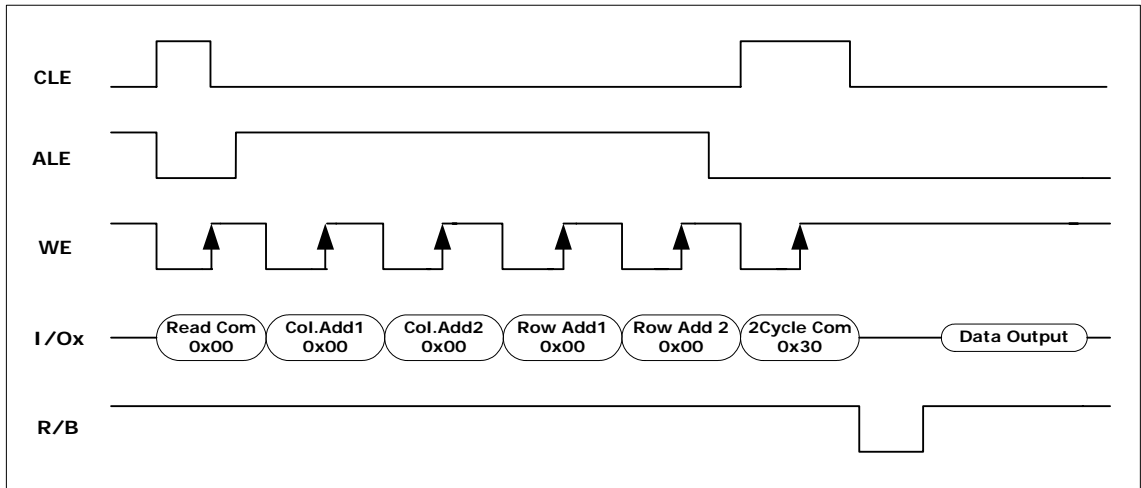 CLE
ALE
WE
I/Ox
Read Com
0x00
Col.Add1
0x00
Col.Add2
0x00
Row Add1
0x00
Row Add 2
0x00
2Cycle Com
0x30
Data Output
R/B